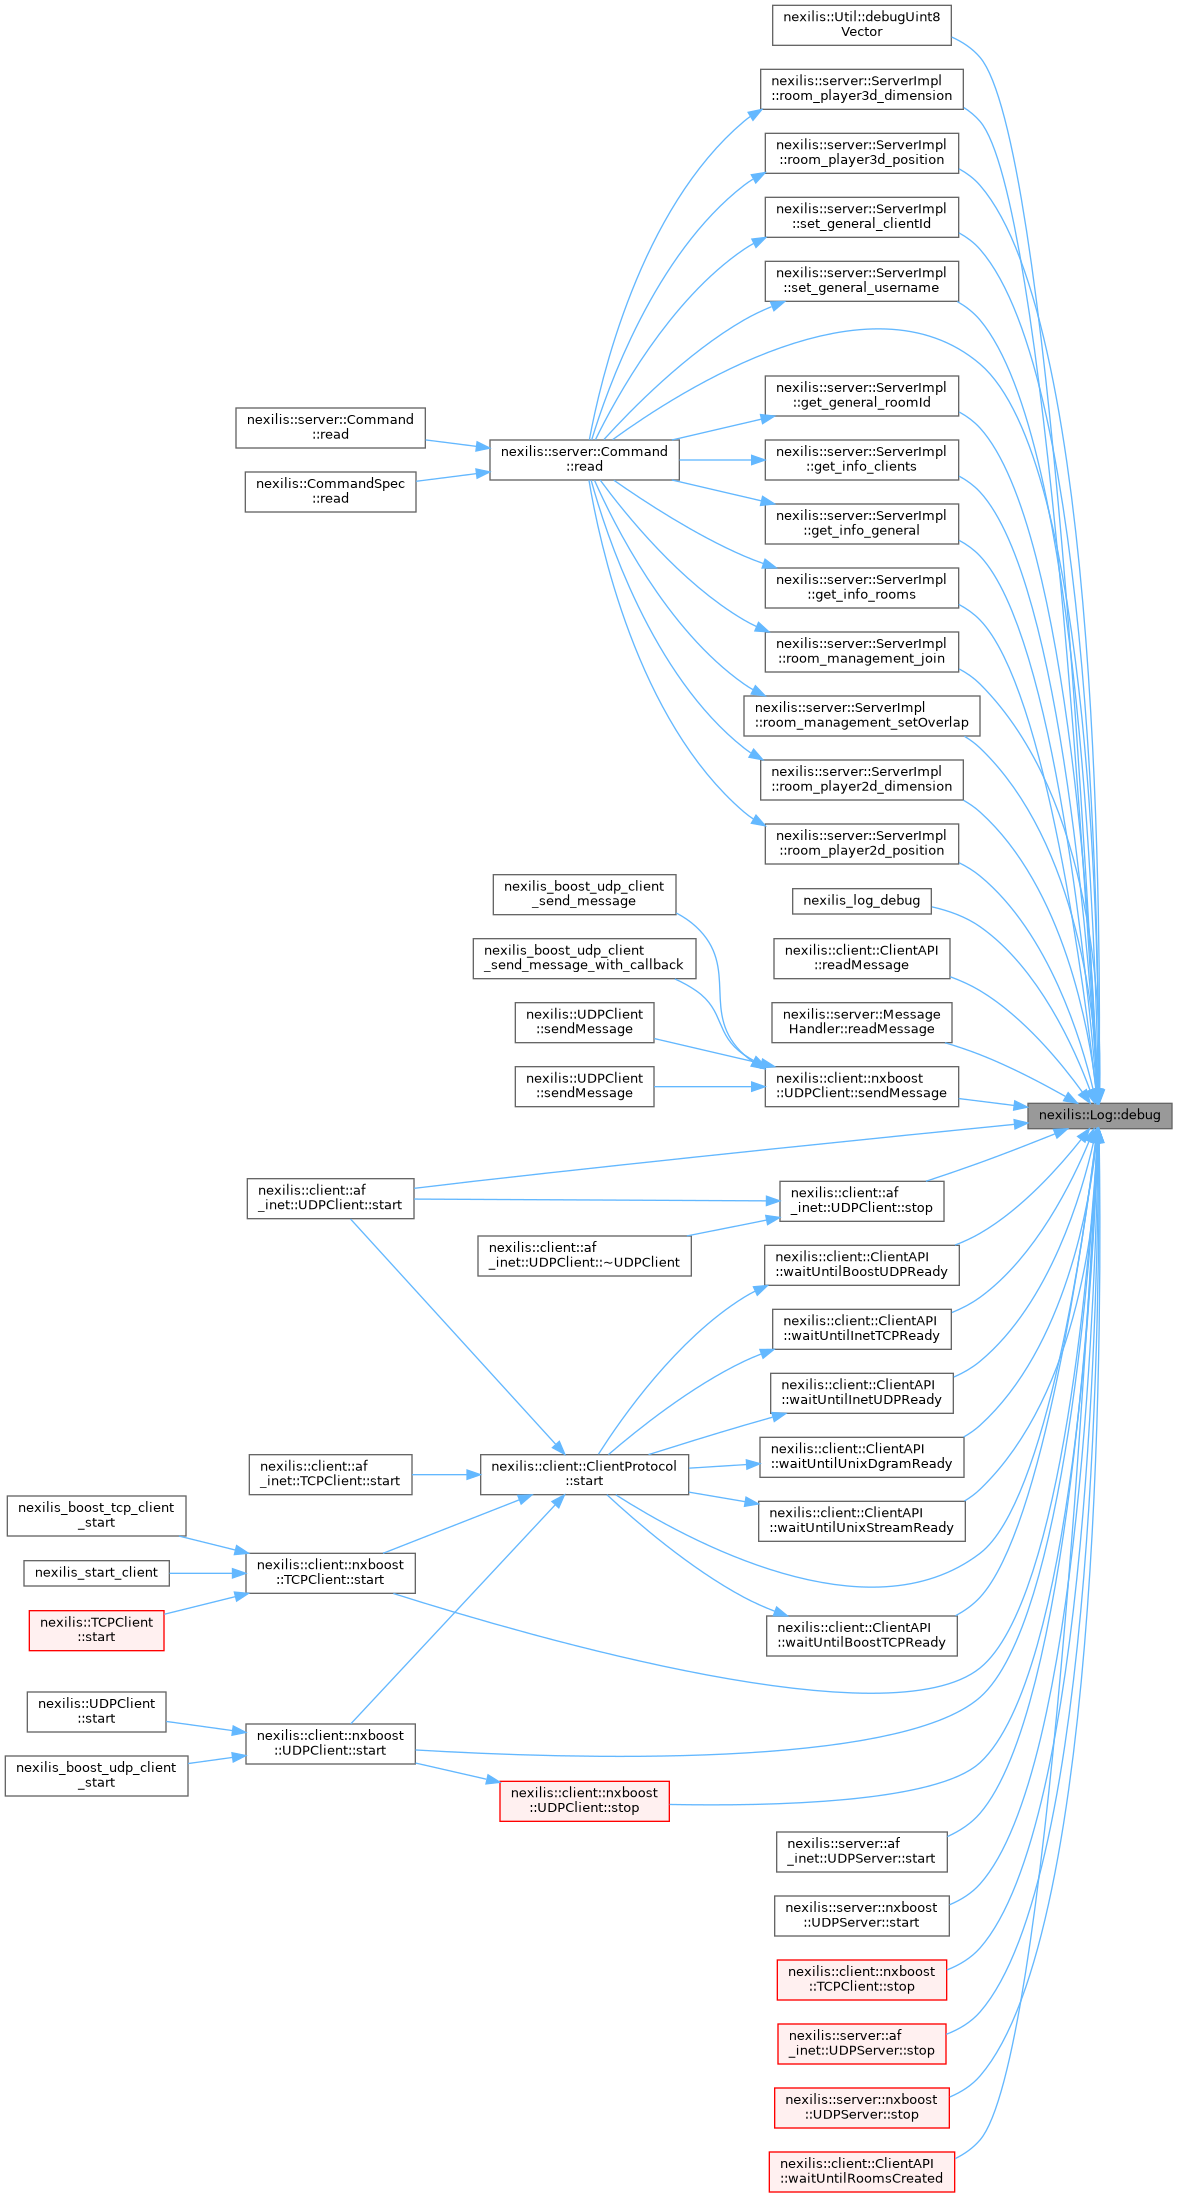 nexilis::Util::debugUint8
Vector
nexilis::server::ServerImpl
::room_player3d_dimension
nexilis::server::ServerImpl
::room_player3d_position
nexilis::server::ServerImpl
::set_general_clientId
nexilis::server::ServerImpl
::set_general_username
nexilis::server::ServerImpl
::get_general_roomId
nexilis::server::Command
::read
nexilis::server::Command
::read
nexilis::server::ServerImpl
::get_info_clients
nexilis::CommandSpec
::read
nexilis::server::ServerImpl
::get_info_general
nexilis::server::ServerImpl
::get_info_rooms
nexilis::server::ServerImpl
::room_management_join
nexilis::server::ServerImpl
::room_management_setOverlap
nexilis::server::ServerImpl
::room_player2d_dimension
nexilis::server::ServerImpl
::room_player2d_position
nexilis_boost_udp_client
_send_message
nexilis_log_debug
nexilis_boost_udp_client
_send_message_with_callback
nexilis::client::ClientAPI
::readMessage
nexilis::UDPClient
::sendMessage
nexilis::server::Message
Handler::readMessage
nexilis::UDPClient
::sendMessage
nexilis::client::nxboost
::UDPClient::sendMessage
nexilis::Log::debug
nexilis::client::af
_inet::UDPClient::start
nexilis::client::af
_inet::UDPClient::stop
nexilis::client::af
_inet::UDPClient::~UDPClient
nexilis::client::ClientAPI
::waitUntilBoostUDPReady
nexilis::client::ClientAPI
::waitUntilInetTCPReady
nexilis::client::ClientAPI
::waitUntilInetUDPReady
nexilis::client::ClientAPI
::waitUntilUnixDgramReady
nexilis::client::af
_inet::TCPClient::start
nexilis::client::ClientProtocol
::start
nexilis::client::ClientAPI
::waitUntilUnixStreamReady
nexilis_boost_tcp_client
_start
nexilis_start_client
nexilis::client::nxboost
::TCPClient::start
nexilis::TCPClient
::start
nexilis::client::ClientAPI
::waitUntilBoostTCPReady
nexilis::UDPClient
::start
nexilis::client::nxboost
::UDPClient::start
nexilis_boost_udp_client
_start
nexilis::client::nxboost
::UDPClient::stop
nexilis::server::af
_inet::UDPServer::start
nexilis::server::nxboost
::UDPServer::start
nexilis::client::nxboost
::TCPClient::stop
nexilis::server::af
_inet::UDPServer::stop
nexilis::server::nxboost
::UDPServer::stop
nexilis::client::ClientAPI
::waitUntilRoomsCreated